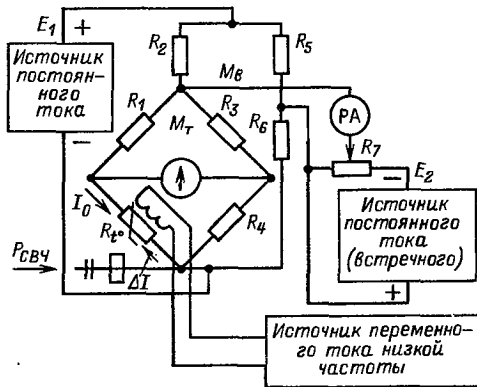 E1 +
Источник
постоян-
ного
тока
–
R2
R5
Mв
R1
R3
R6
PA
Mт
R7
I0
Rt°
R4
– E2
Источник
постоянного
тока
(встречного)
+
Pсвч
ΔI
Источник переменно-
го тока низкой
частоты